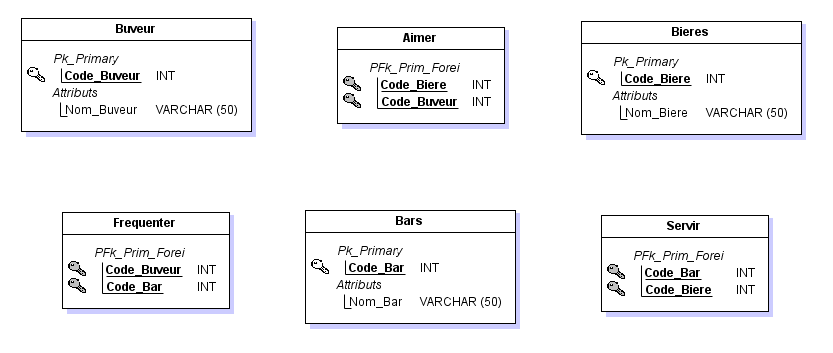 Buveur
Pk_Primary
Code_Buveur INT
Attributs
Nom_Buveur VARCHAR (50)
Aimer
PFk_Prim_Forei
Code_Biere INT
Code_Buveur INT
Bieres
Pk_Primary
Code_Biere INT
Attributs
Nom_Biere VARCHAR (50)
Frequenter
PFk_Prim_Forei
Code_Buveur INT
Code_Bar INT
Bars
Pk_Primary
Code_Bar INT
Attributs
Nom_Bar VARCHAR (50)
Servir
PFk_Prim_Forei
Code_Bar INT
Code_Biere INT